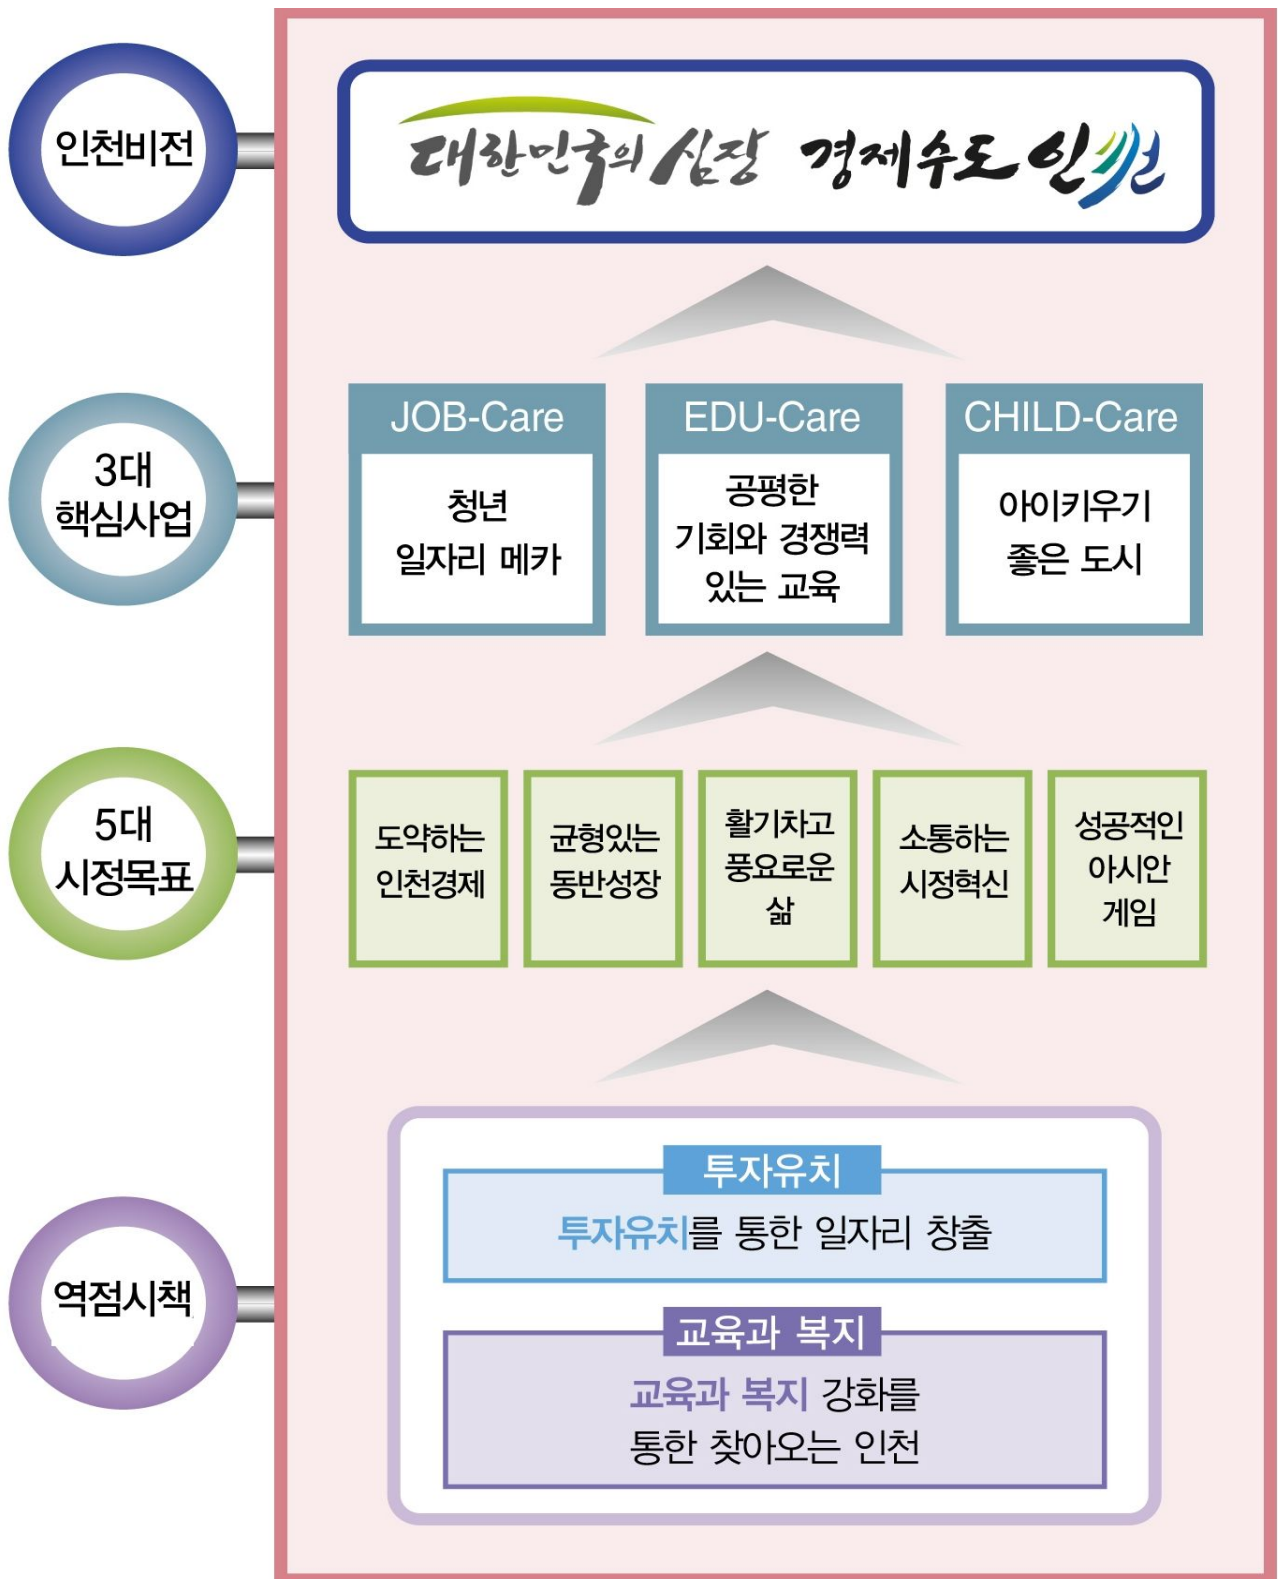 인천비전
대한민국의 심장 경제수도 인천
3대
핵심사업
JOB-Care
청년
일자리 메카
EDU-Care
공평한
기회와 경쟁력
있는 교육
CHILD-Care
아이키우기
좋은 도시
5대
시정목표
도약하는
인천경제
균형있는
동반성장
활기차고
풍요로운
삶
소통하는
시정혁신
성공적인
아시안
게임
역점시책
투자유치
투자유치를 통한 일자리 창출
교육과 복지
교육과 복지 강화를
통한 찾아오는 인천